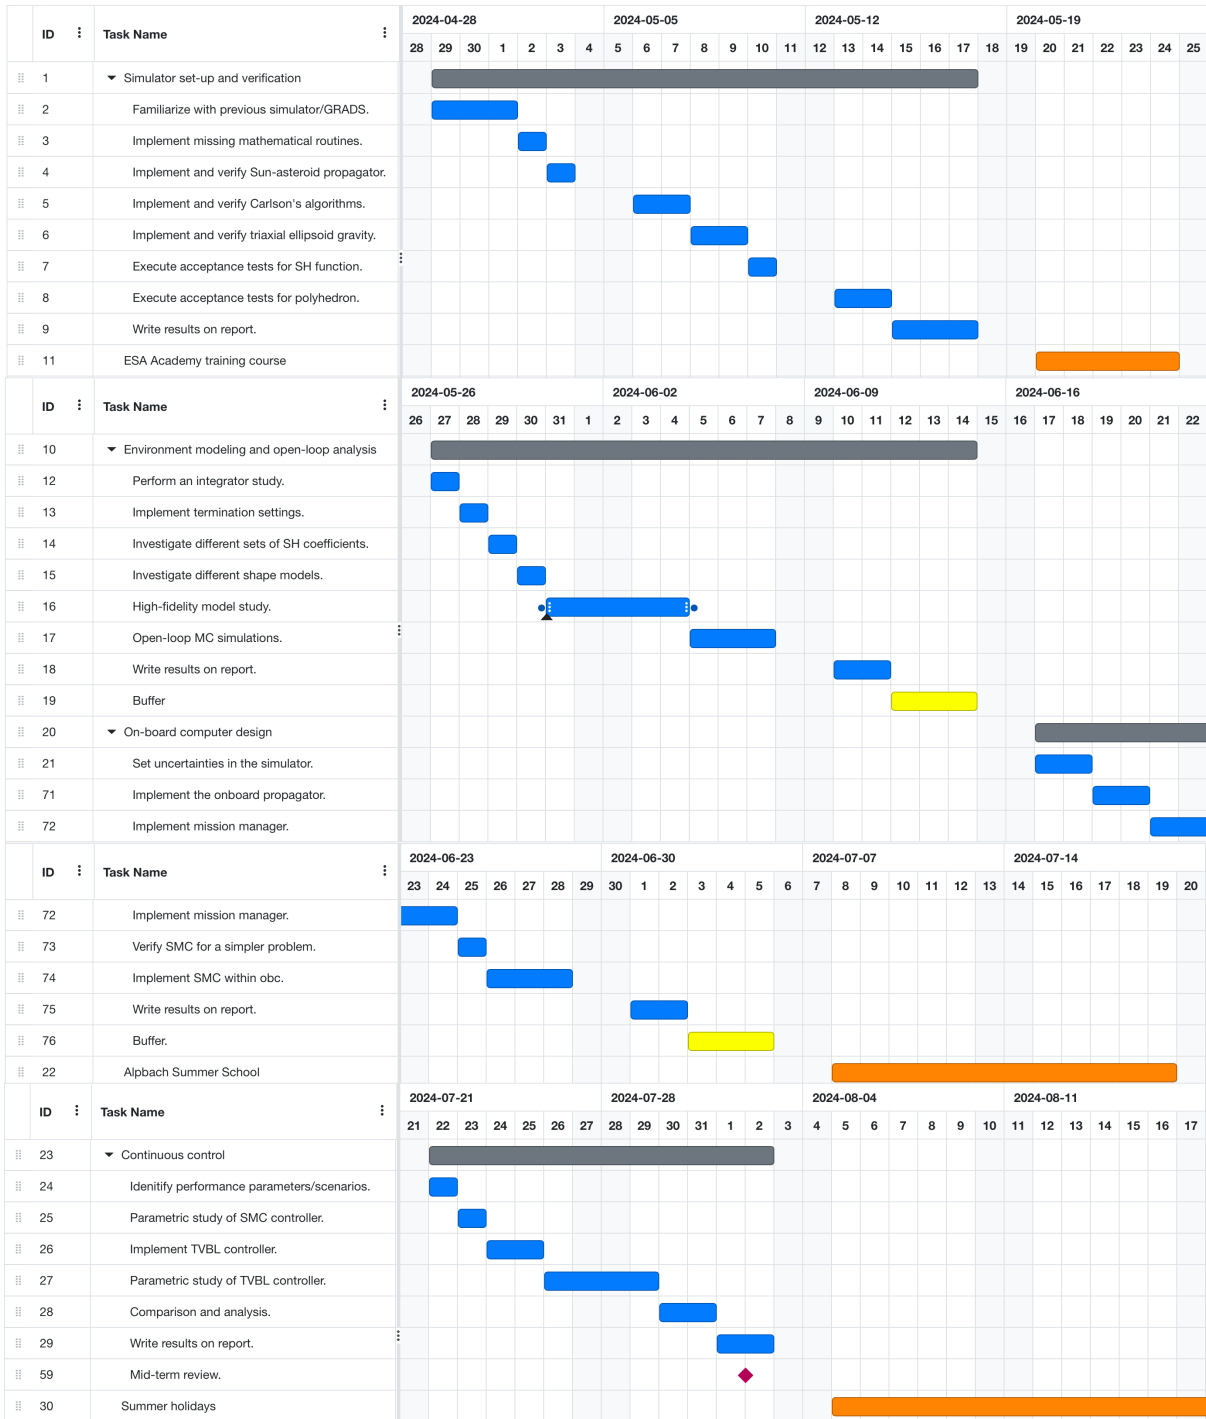 ID Task Name 2024-04-28 2024-05-05 2024-05-12 2024-05-19
28 29 30 1 2 3 4 5 6 7 8 9 10 11 12 13 14 15 16 17 18 19 20 21 22 23 24 25
1 Simulator set-up and verification
2 Familiarize with previous simulator/GRADS.
3 Implement missing mathematical routines.
4 Implement and verify Sun-asteroid propagator.
5 Implement and verify Carlson's algorithms.
6 Implement and verify triaxial ellipsoid gravity.
7 Execute acceptance tests for SH function.
8 Execute acceptance tests for polyhedron.
9 Write results on report.
11 ESA Academy training course
ID Task Name 2024-05-26 2024-06-02 2024-06-09 2024-06-16
26 27 28 29 30 31 1 2 3 4 5 6 7 8 9 10 11 12 13 14 15 16 17 18 19 20 21 22
10 Environment modeling and open-loop analysis
12 Perform an integrator study.
13 Implement termination settings.
14 Investigate different sets of SH coefficients.
15 Investigate different shape models.
16 High-fidelity model study.
17 Open-loop MC simulations.
18 Write results on report.
19 Buffer
20 On-board computer design
21 Set uncertainties in the simulator.
71 Implement the onboard propagator.
72 Implement mission manager.
ID Task Name 2024-06-23 2024-06-30 2024-07-07 2024-07-14
23 24 25 26 27 28 29 30 1 2 3 4 5 6 7 8 9 10 11 12 13 14 15 16 17 18 19 20
72 Implement mission manager.
73 Verify SMC for a simpler problem.
74 Implement SMC within obc.
75 Write results on report.
76 Buffer.
22 Alpbach Summer School
ID Task Name 2024-07-21 2024-07-28 2024-08-04 2024-08-11
21 22 23 24 25 26 27 28 29 30 31 1 2 3 4 5 6 7 8 9 10 11 12 13 14 15 16 17
23 Continuous control
24 Idenitify performance parameters/scenarios.
25 Parametric study of SMC controller.
26 Implement TVBL controller.
27 Parametric study of TVBL controller.
28 Comparison and analysis.
29 Write results on report.
59 Mid-term review.
30 Summer holidays